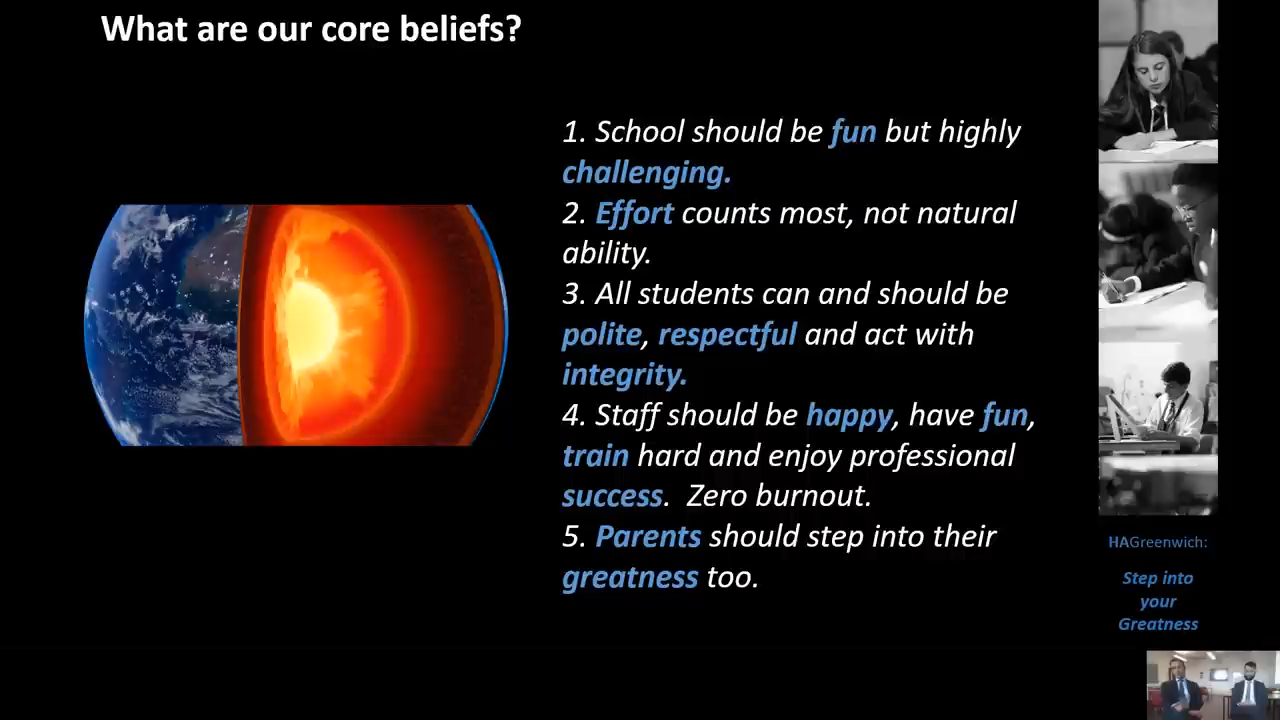 What are our core beliefs?
1. School should be fun but highly
challenging.
2. Effort counts most, not natural
ability.
3. All students can and should be
polite, respectful and act with
integrity.
4. Staff should be happy, have fun,
train hard and enjoy professional
success.  Zero burnout.
5. Parents should step into their
greatness too.
HAGreenwich:
Step into
your
Greatness